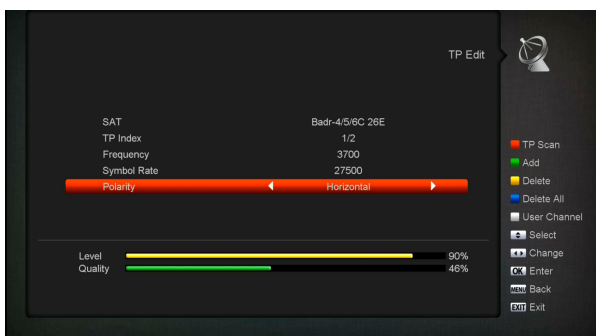 TP Edit
SAT Badr-4/5/6C 26E
TP Index 1/2
Frequency 3700
Symbol Rate 27500
Polarity Horizontal
Level 90%
Quality 46%
TP Scan
Add
Delete
Delete All
User Channel
Select
Change
OK Enter
MENU Back
EXIT Exit